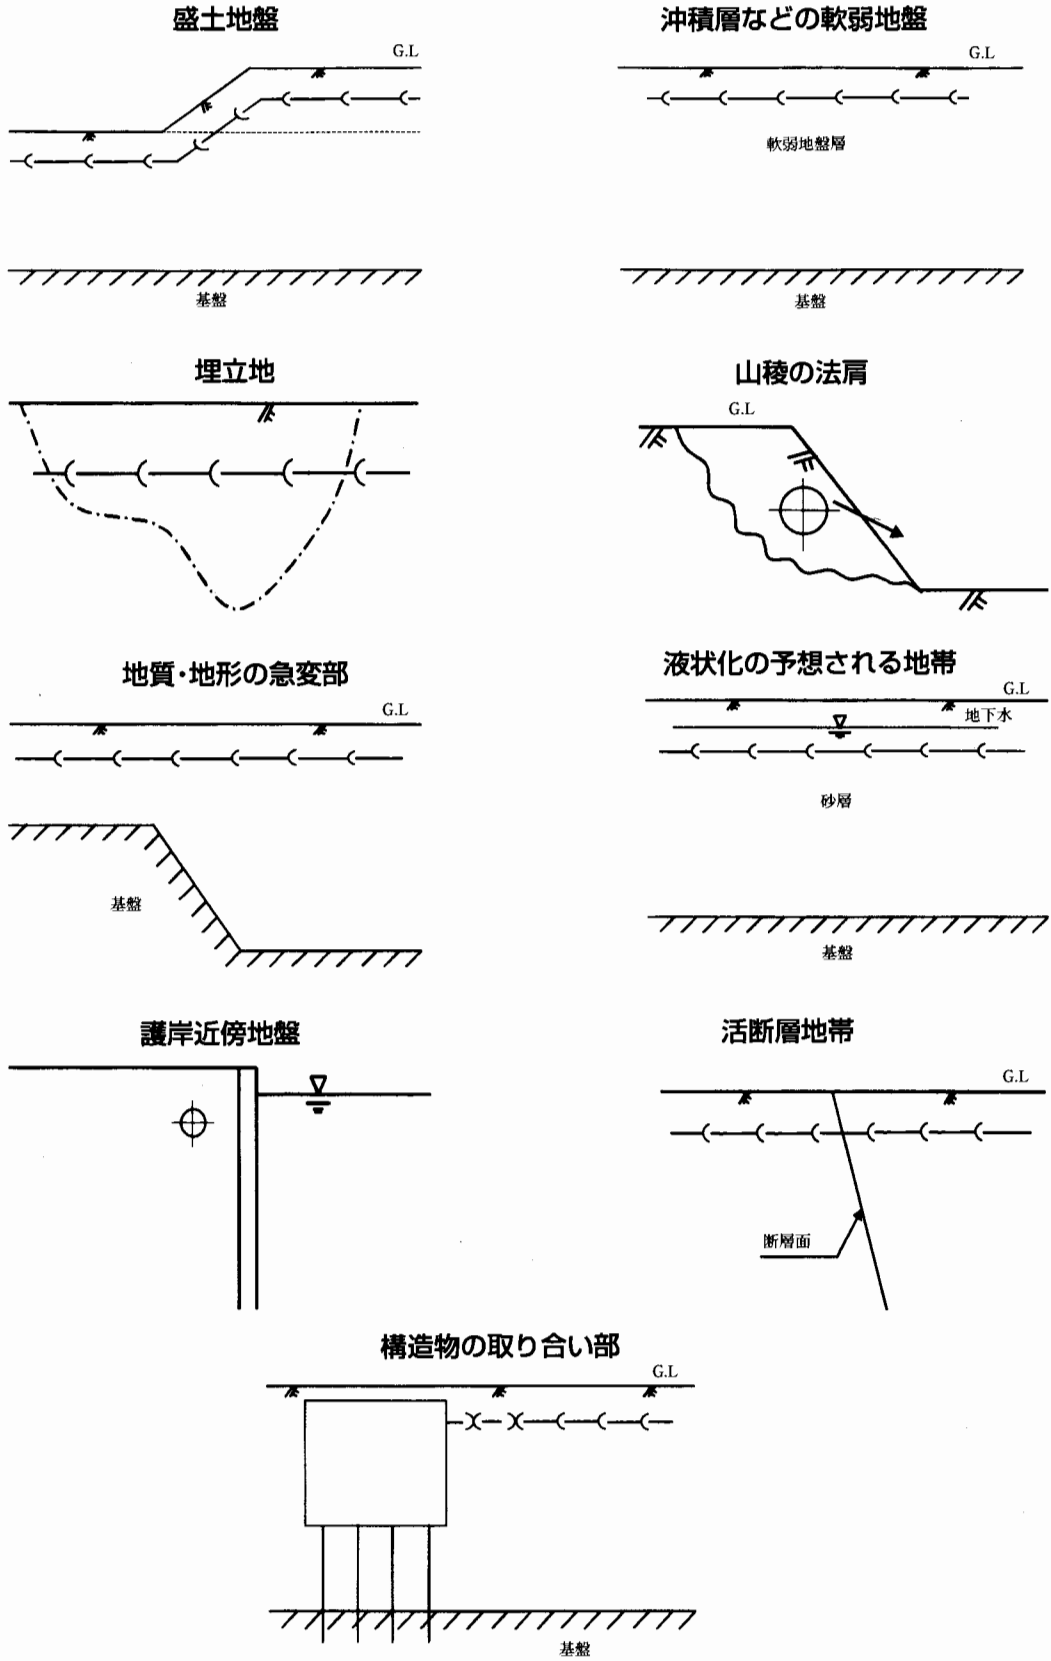 盛土地盤
G.L
基盤
沖積層などの軟弱地盤
G.L
軟弱地盤層
基盤
埋立地
山稜の法肩
G.L
地質・地形の急変部
G.L
基盤
液状化の予想される地帯
G.L
地下水
砂層
基盤
護岸近傍地盤
活断層地帯
G.L
断層面
構造物の取り合い部
G.L
基盤